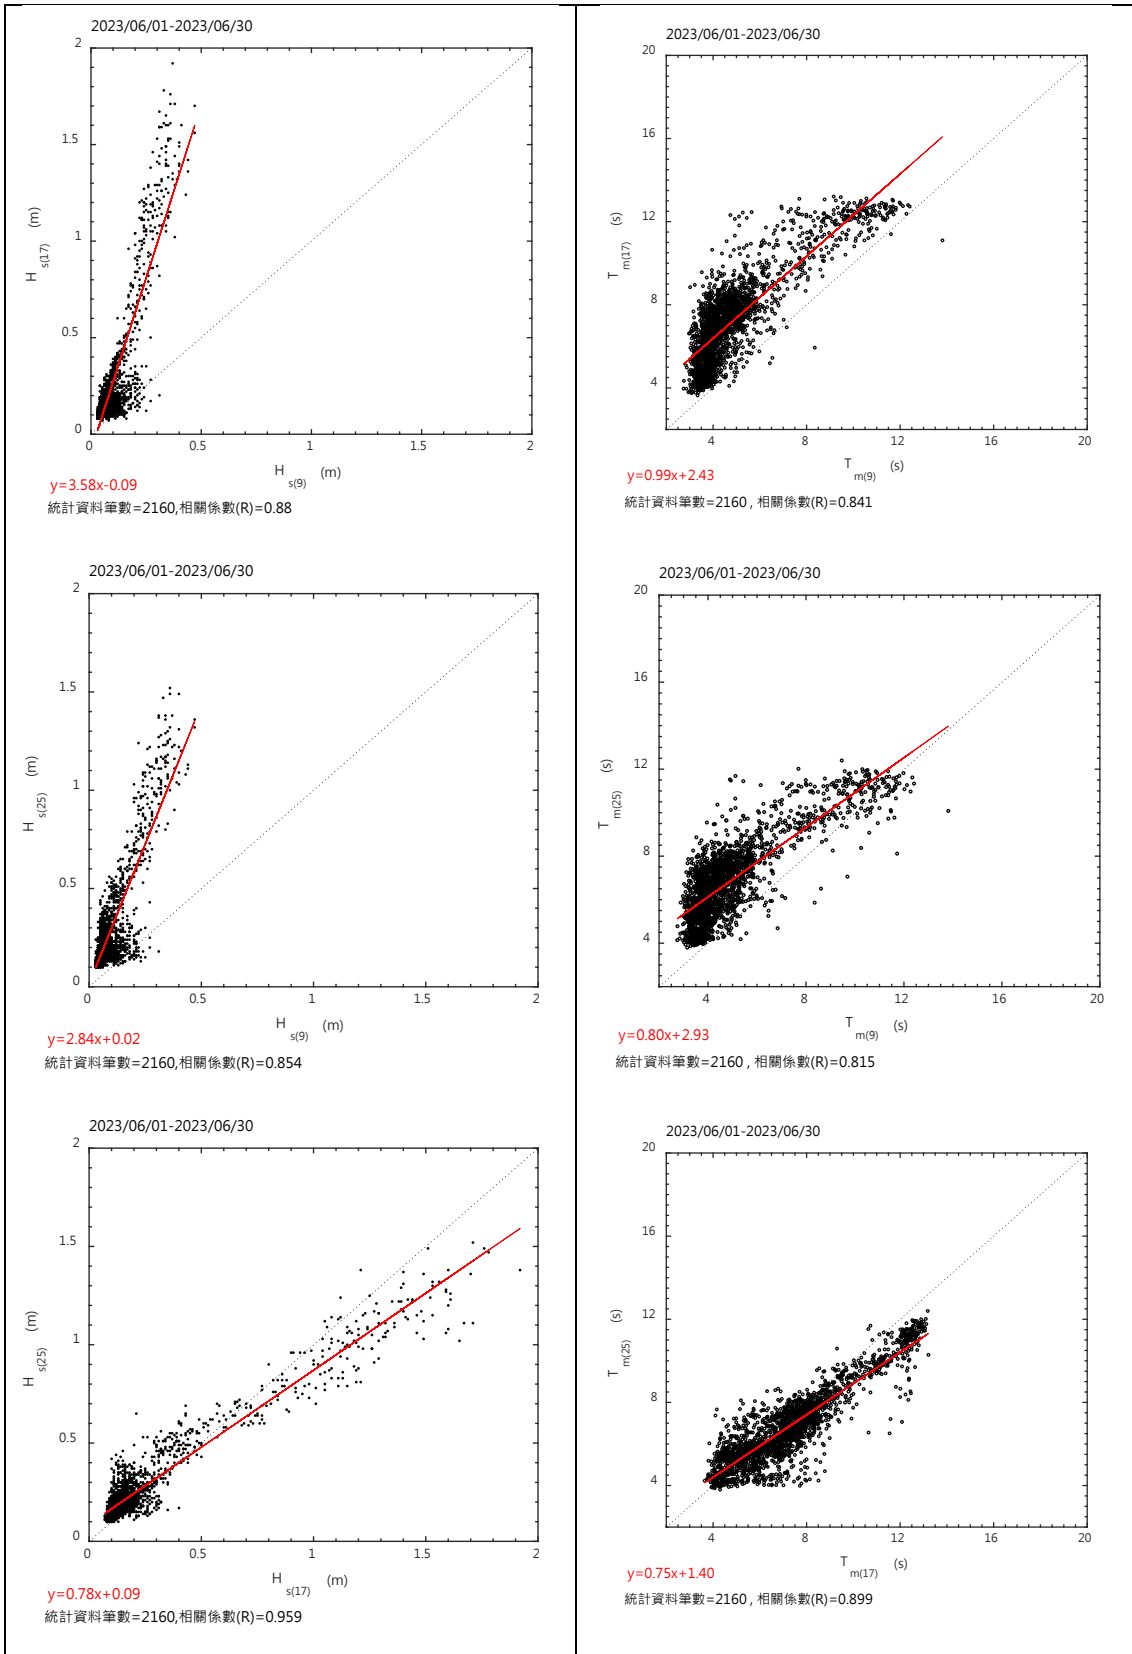 2023/06/01-2023/06/30
2
1.5
1
0.5
0
0
0.5
1
1.5
2
H s(17) (m)
H s(9) (m)
y=3.58x-0.09
統計資料筆數=2160,相關係數(R)=0.88
2023/06/01-2023/06/30
20
16
12
8
4
4
8
12
16
20
T m(17) (s)
T m(9) (s)
y=0.99x+2.43
統計資料筆數=2160 , 相關係數(R)=0.841
2023/06/01-2023/06/30
2
1.5
1
0.5
0
0
0.5
1
1.5
2
H s(25) (m)
H s(9) (m)
y=2.84x+0.02
統計資料筆數=2160,相關係數(R)=0.854
2023/06/01-2023/06/30
20
16
12
8
4
4
8
12
16
20
T m(25) (s)
T m(9) (s)
y=0.80x+2.93
統計資料筆數=2160 , 相關係數(R)=0.815
2023/06/01-2023/06/30
2
1.5
1
0.5
0
0
0.5
1
1.5
2
H s(25) (m)
H s(17) (m)
y=0.78x+0.09
統計資料筆數=2160,相關係數(R)=0.959
2023/06/01-2023/06/30
20
16
12
8
4
4
8
12
16
20
T m(25) (s)
T m(17) (s)
y=0.75x+1.40
統計資料筆數=2160 , 相關係數(R)=0.899